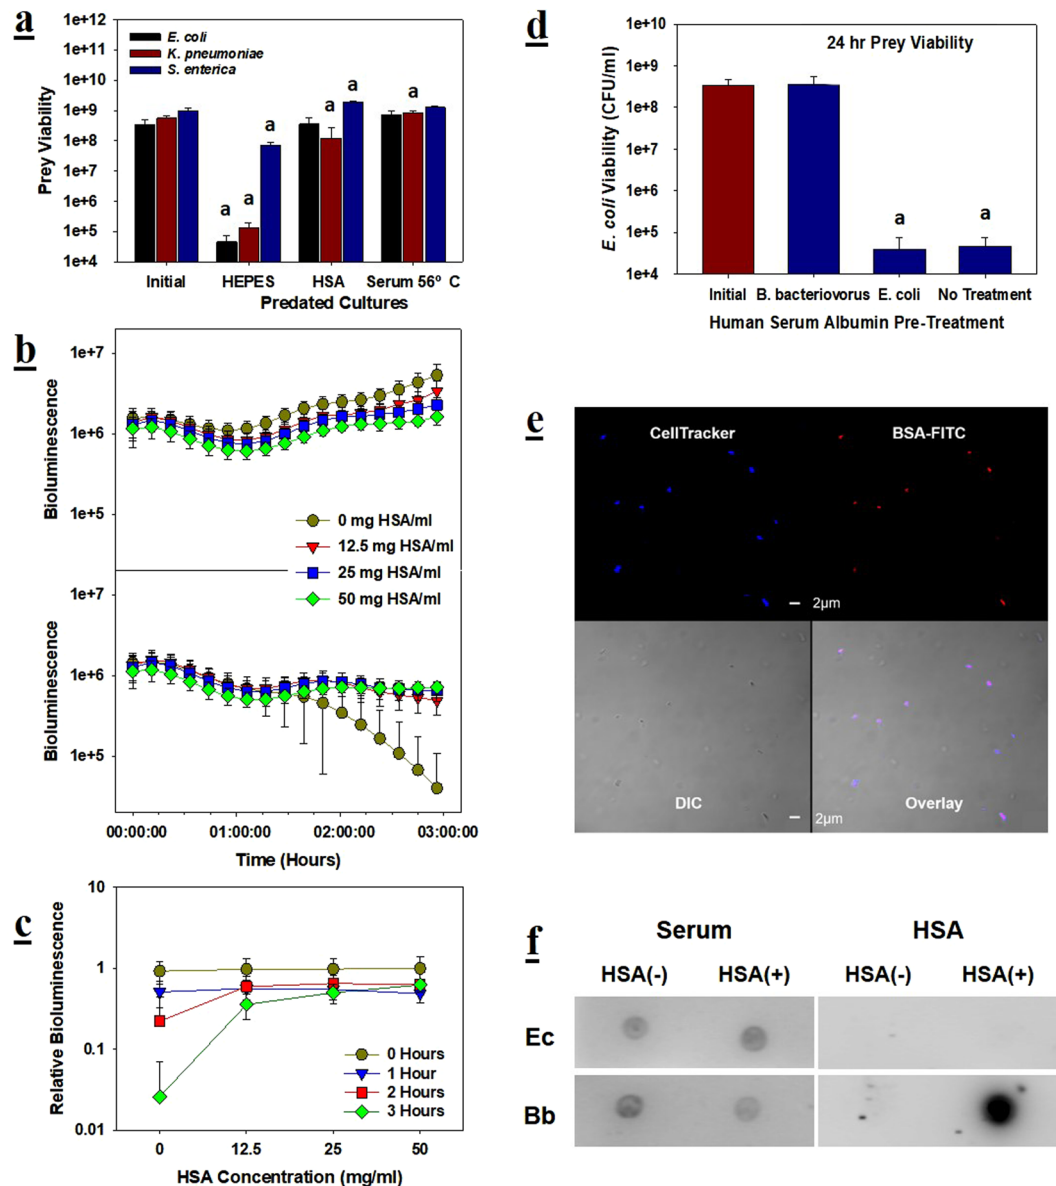 a
1e+12
1e+11
1e+10
1e+9
1e+8
1e+7
1e+6
1e+5
1e+4
Prey Viability
E. coli
K. pneumoniae
S. enterica
a a a a a a
Initial HEPES HSA Serum 56º C
Predated Cultures
b
Bioluminescence
1e+7
1e+6
1e+5
0 mg HSA/ml
12.5 mg HSA/ml
25 mg HSA/ml
50 mg HSA/ml
Bioluminescence
1e+7
1e+6
1e+5
00:00:00 01:00:00 02:00:00 03:00:00
Time (Hours)
c
Relative Bioluminescence
10
1
0.1
0.01
0 Hours
1 Hour
2 Hours
3 Hours
0 12.5 25 50
HSA Concentration (mg/ml)
d
E. coli Viability (CFU/ml)
1e+10
1e+9
1e+8
1e+7
1e+6
1e+5
1e+4
24 hr Prey Viability
a a
Initial B. bacteriovorus E. coli No Treatment
Human Serum Albumin Pre-Treatment
e
CellTracker BSA-FITC
2µm
DIC Overlay
2µm
f
Serum HSA
HSA(-) HSA(+) HSA(-) HSA(+)
Ec
Bb